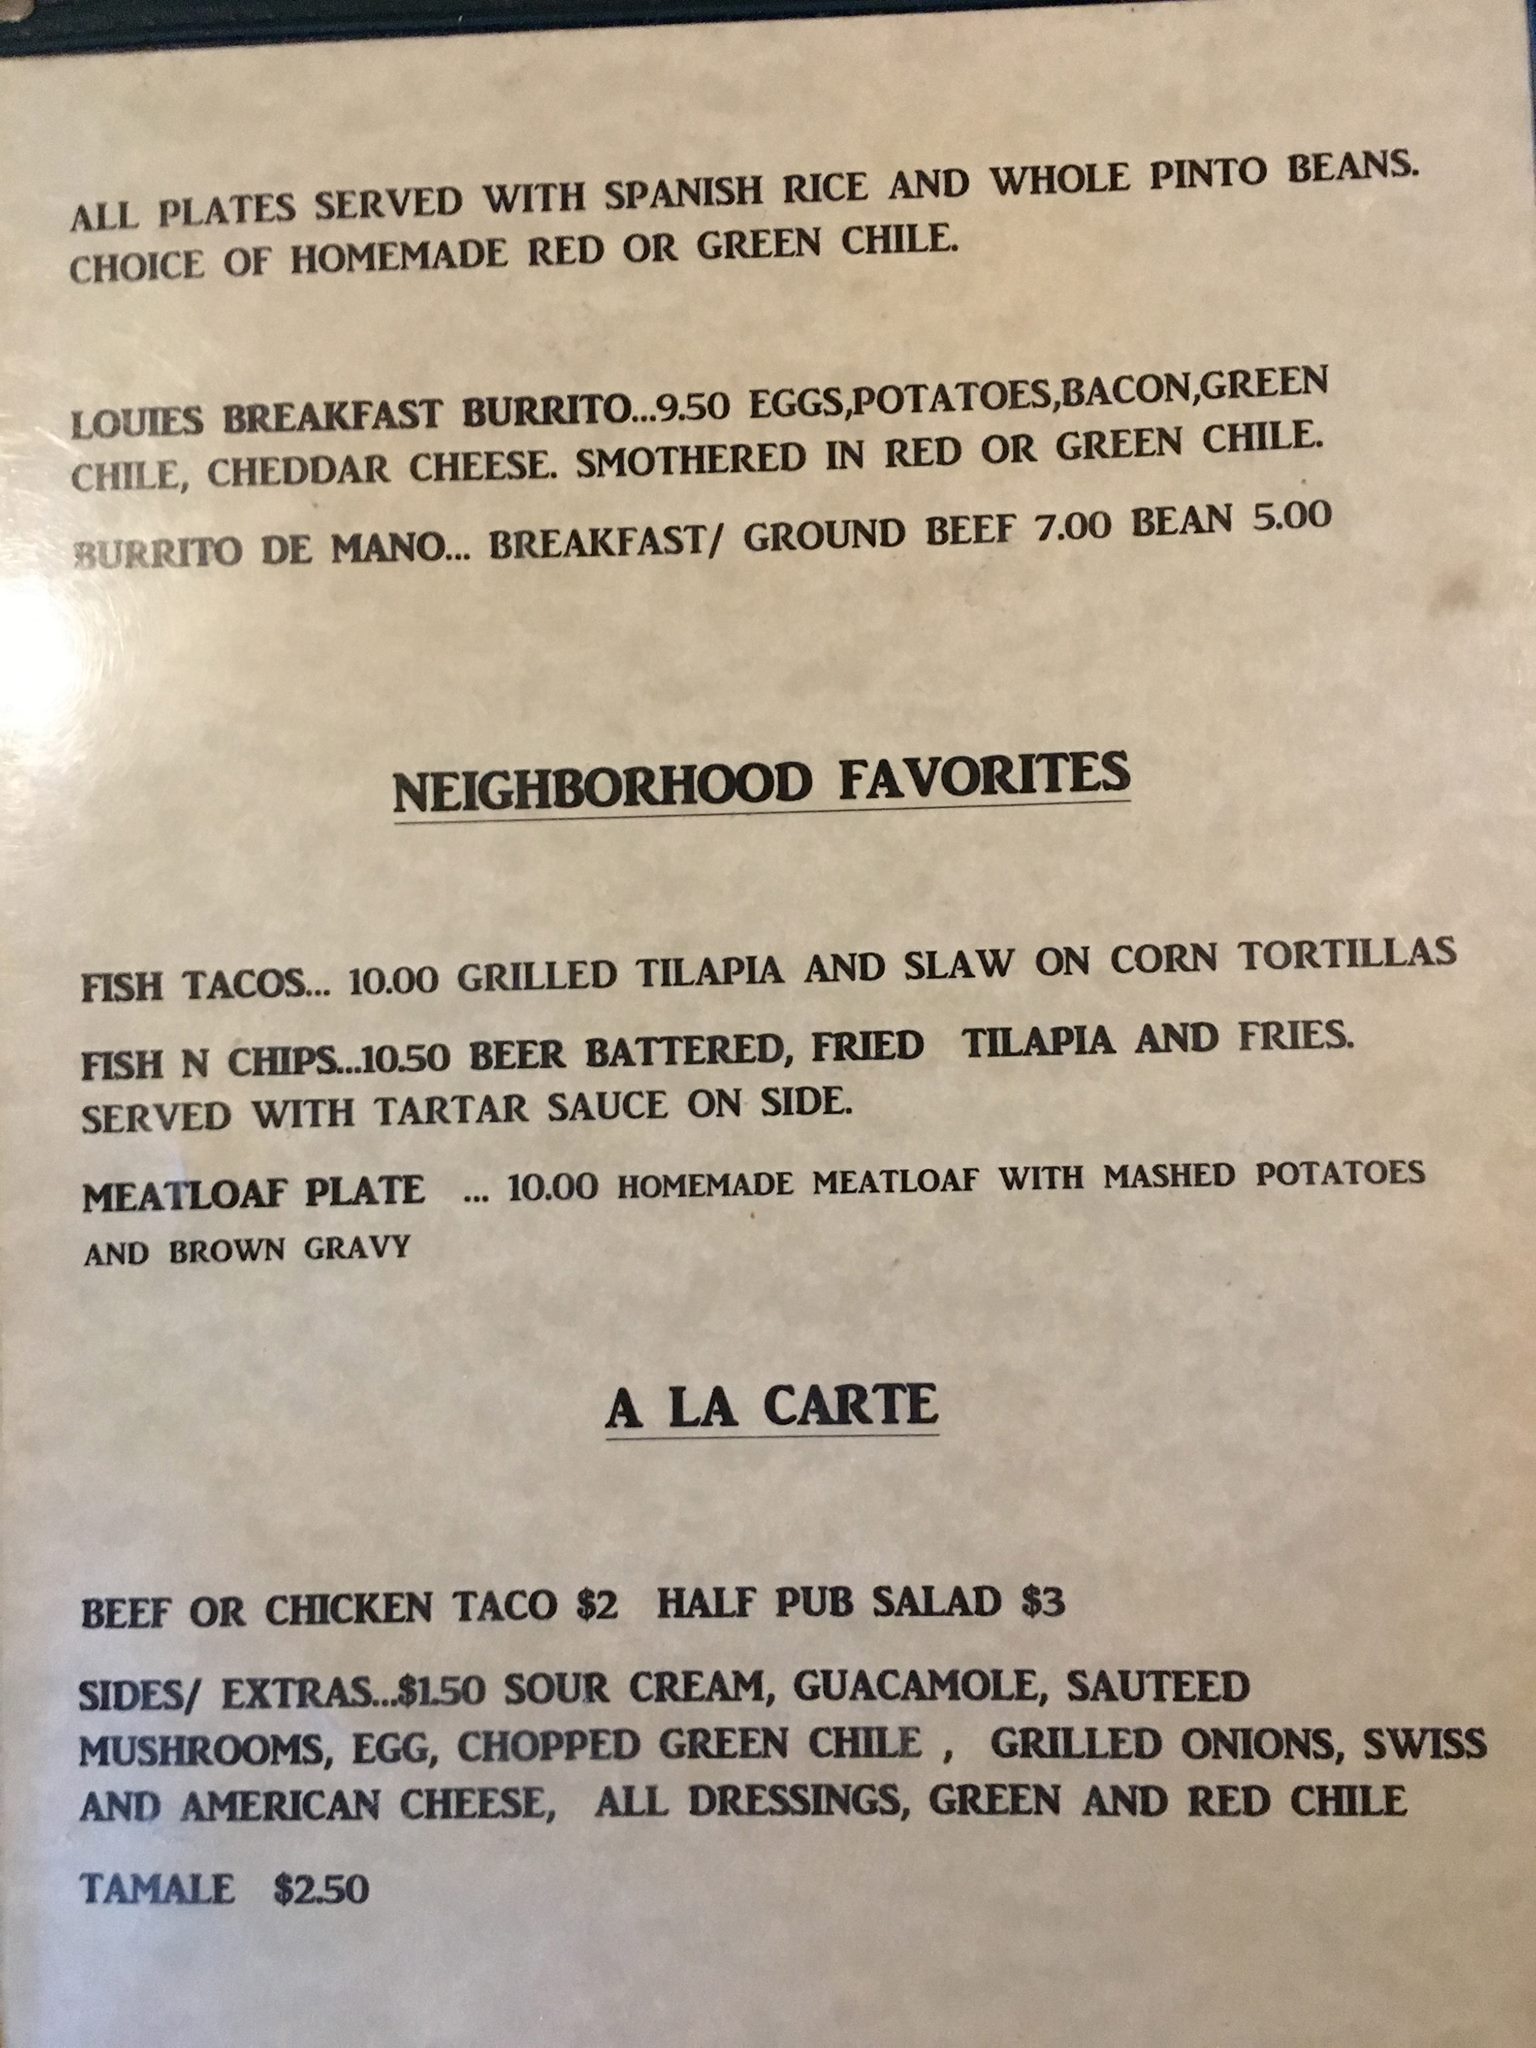 ALL PLATES SERVED WITH SPANISH RICE AND WHOLE PINTO BEANS.
CHOICE OF HOMEMADE RED OR GREEN CHILE.
LOUIES BREAKFAST BURRITO...9.50 EGGS,POTATOES,BACON,GREEN
CHILE, CHEDDAR CHEESE. SMOTHERED IN RED OR GREEN CHILE.
BURRITO DE MANO... BREAKFAST/ GROUND BEEF 7.00 BEAN 5.00
NEIGHBORHOOD FAVORITES
FISH TACOS... 10.00 GRILLED TILAPIA AND SLAW ON CORN TORTILLAS
FISH N CHIPS...10.50 BEER BATTERED, FRIED TILAPIA AND FRIES.
SERVED WITH TARTAR SAUCE ON SIDE.
MEATLOAF PLATE ... 10.00 HOMEMADE MEATLOAF WITH MASHED POTATOES
AND BROWN GRAVY
A LA CARTE
BEEF OR CHICKEN TACO $2 HALF PUB SALAD $3
SIDES/ EXTRAS...$1.50 SOUR CREAM, GUACAMOLE, SAUTEED
MUSHROOMS, EGG, CHOPPED GREEN CHILE , GRILLED ONIONS, SWISS
AND AMERICAN CHEESE, ALL DRESSINGS, GREEN AND RED CHILE
TAMALE $2.50